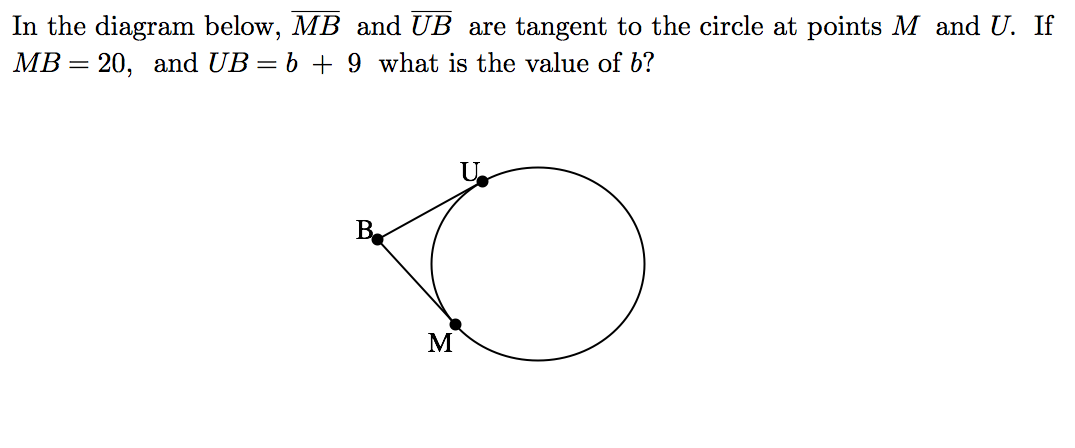 In the diagram below, MB and UB are tangent to the circle at points M and U. If
MB = 20, and UB = b + 9 what is the value of b?
U
B
M